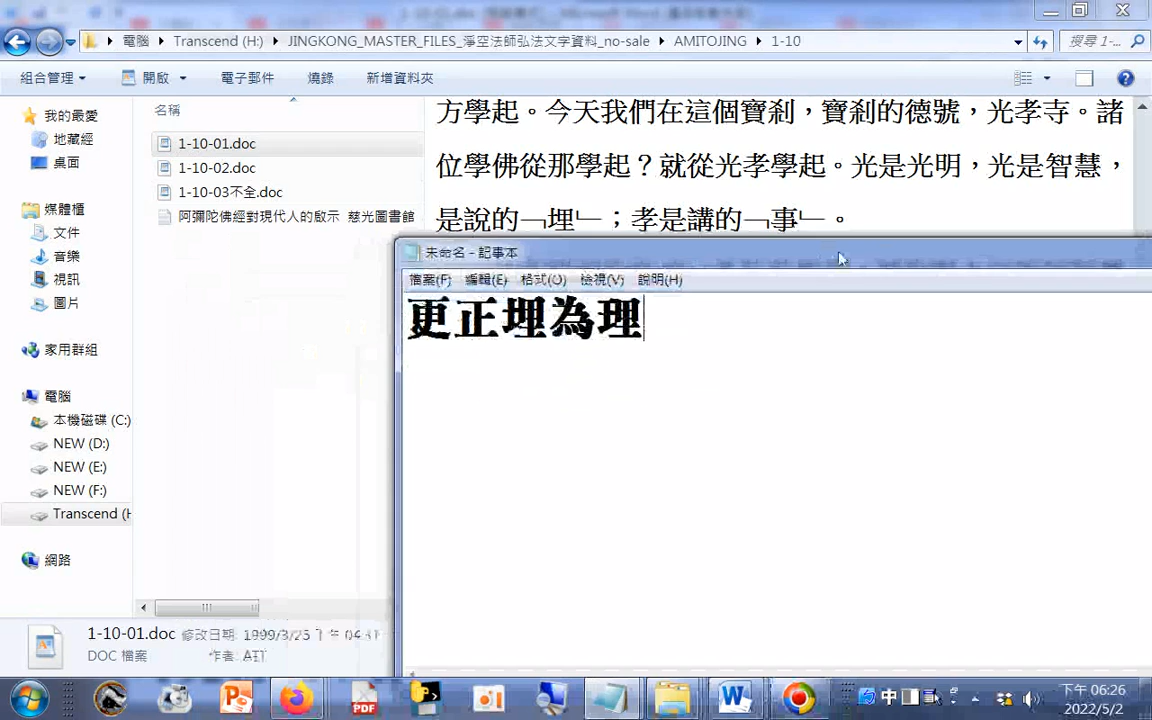 電腦 Transcend (H:) JINGKONG_MASTER_FILES_淨空法師弘法文字資料_no-sale AMITOJING 1-10 搜尋 1-...
組合管理 開啟 電子郵件 燒錄 新增資料夾
我的最愛
地藏經
桌面
媒體櫃
文件
音樂
視訊
圖片
家用群組
電腦
本機磁碟 (C:)
NEW (D:)
NEW (E:)
NEW (F:)
Transcend (H
網路
名稱
1-10-01.doc
1-10-02.doc
1-10-03不全.doc
阿彌陀佛經對現代人的啟示 慈光圖書館
方學起。今天我們在這個寶剎，寶剎的德號，光孝寺。諸
位學佛從那學起？就從光孝學起。光是光明，光是智慧，
是說的﹁埋﹂；孝是講的﹁事﹂。
未命名 - 記事本
檔案(F) 編輯(E) 格式(O) 檢視(V) 說明(H)
更正埋為理
1-10-01.doc 修改日期:
DOC 檔案 作者: AIT
P PDF W
中
下午 06:26
2022/5/2